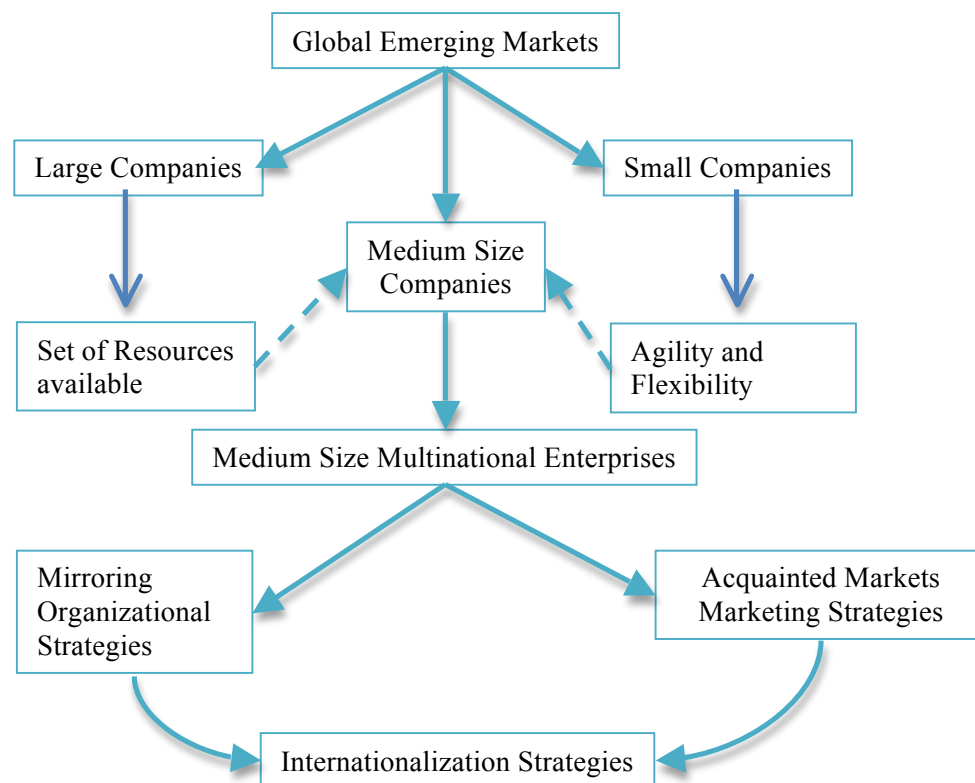 Global Emerging Markets
Large Companies
Small Companies
Medium Size
Companies
Set of Resources
available
Agility and
Flexibility
Medium Size Multinational Enterprises
Mirroring
Organizational
Strategies
Acquainted Markets
Marketing Strategies
Internationalization Strategies